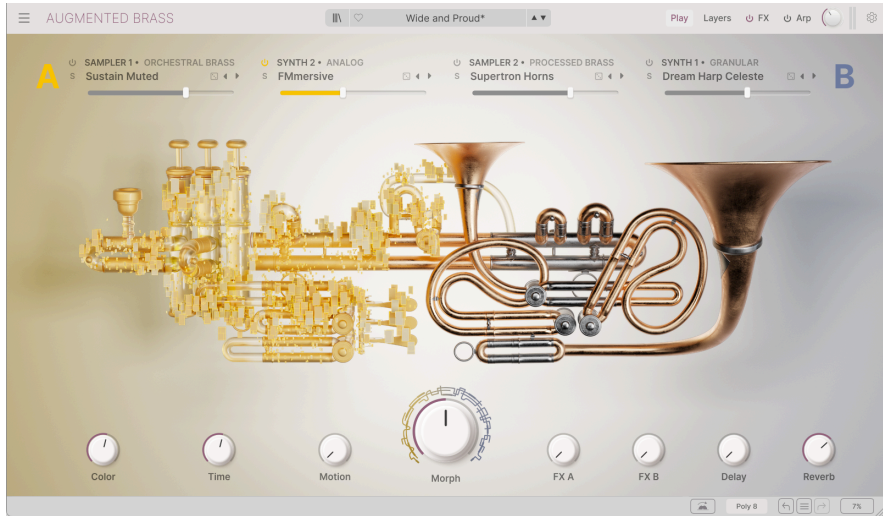 AUGMENTED BRASS
Wide and Proud*
Play Layers FX Arp
A
SAMPLER 1 • ORCHESTRAL BRASS
S Sustain Muted
SYNTH 2 • ANALOG
S FMmersive
SAMPLER 2 • PROCESSED BRASS
S Supertron Horns
SYNTH 1 • GRANULAR
S Dream Harp Celeste
B
Color
Time
Motion
Morph
FX A
FX B
Delay
Reverb
Poly 8
7%